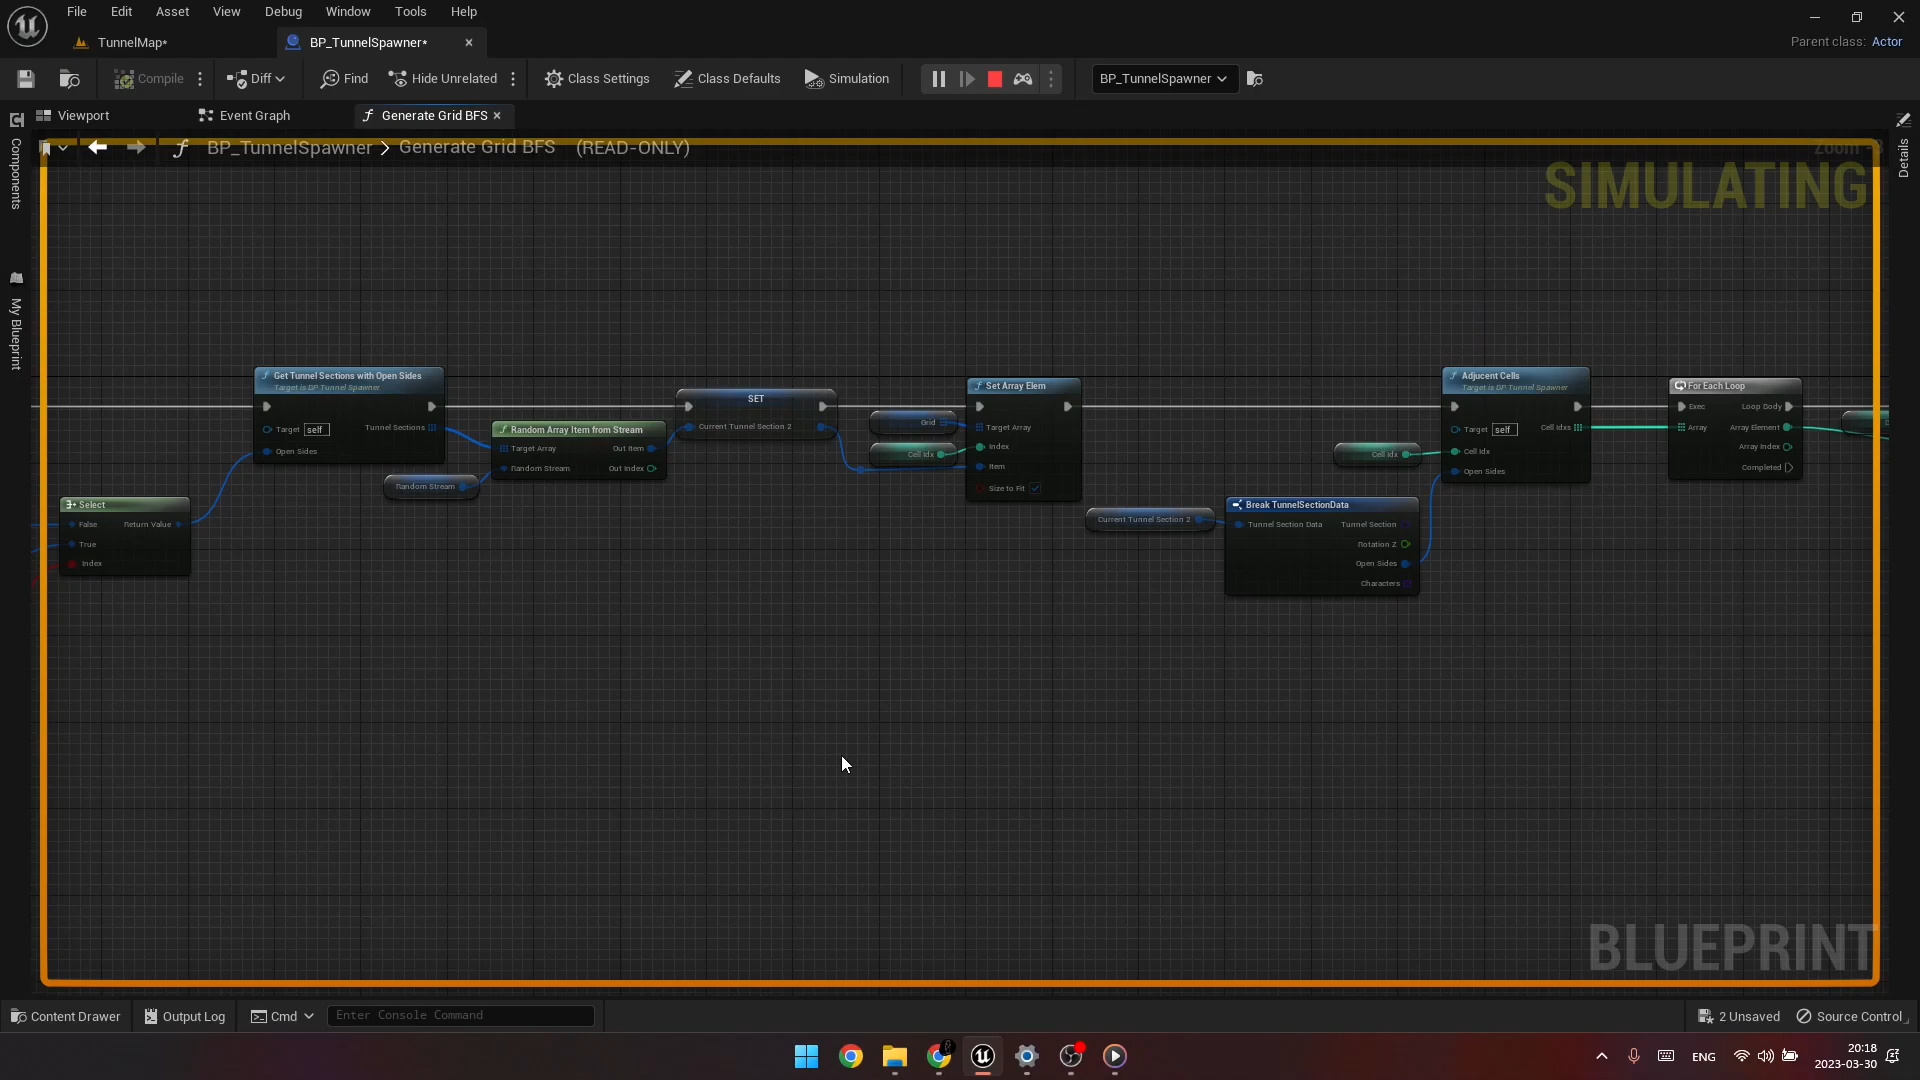 File Edit Asset View Debug Window Tools Help
TunnelMap*
BP_TunnelSpawner*
Parent class: Actor
Compile
Diff
Find
Hide Unrelated
Class Settings
Class Defaults
Simulation
BP_TunnelSpawner
Viewport
Event Graph
Generate Grid BFS
Components
My Blueprint
Details
BP_TunnelSpawner > Generate Grid BFS (READ-ONLY)
Zoom -3
SIMULATING
Get Tunnel Sections with Open Sides
Target is BP Tunnel Spawner
Target self
Tunnel Sections
Open Sides
Select
False Return Value
True
Index
Random Stream
Random Array Item from Stream
Target Array Out Item
Random Stream Out Index
SET
Current Tunnel Section 2
Grid
Cell Idx
Set Array Elem
Target Array
Index
Item
Size to Fit
Current Tunnel Section 2
Break TunnelSectionData
Tunnel Section Data Tunnel Section
Rotation Z
Open Sides
Characters
Cell Idx
Adjucent Cells
Target is BP Tunnel Spawner
Target self Cell Idxs
Cell Idx
Open Sides
For Each Loop
Exec Loop Body
Array Array Element
Array Index
Completed
BLUEPRINT
Content Drawer
Output Log
Cmd
Enter Console Command
2 Unsaved
Source Control
ENG
20:18
2023-03-30